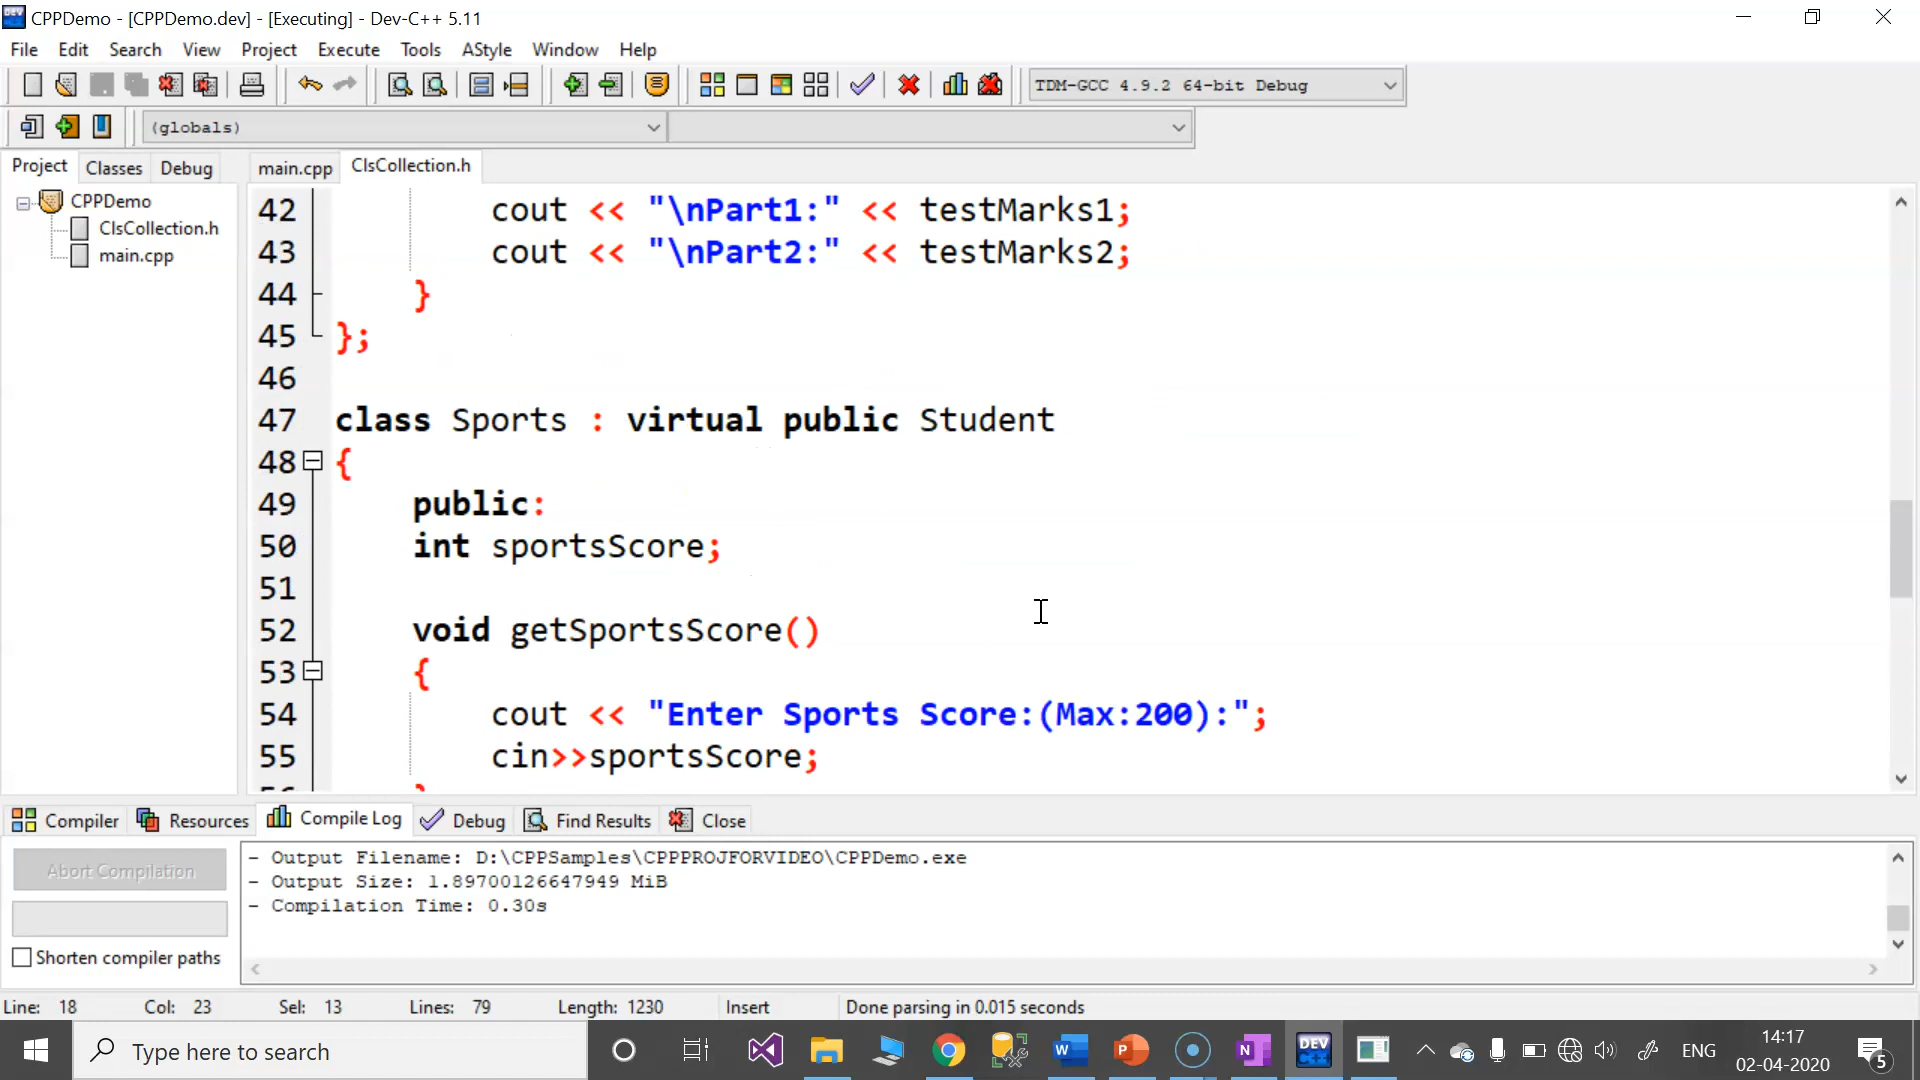 CPPDemo - [CPPDemo.dev] - [Executing] - Dev-C++ 5.11
File Edit Search View Project Execute Tools AStyle Window Help
TDM-GCC 4.9.2 64-bit Debug
(globals)
Project Classes Debug
main.cpp ClsCollection.h
CPPDemo
ClsCollection.h
main.cpp
42 cout << "\nPart1:" << testMarks1;
43 cout << "\nPart2:" << testMarks2;
44 }
45 };
46
47 class Sports : virtual public Student
48 {
49 public:
50 int sportsScore;
51
52 void getSportsScore()
53 {
54 cout << "Enter Sports Score:(Max:200):";
55 cin>>sportsScore;
Compiler Resources Compile Log Debug Find Results Close
Abort Compilation
Shorten compiler paths
- Output Filename: D:\CPPSamples\CPPPROJFORVIDEO\CPPDemo.exe
- Output Size: 1.89700126647949 MiB
- Compilation Time: 0.30s
Line: 18 Col: 23 Sel: 13 Lines: 79 Length: 1230 Insert Done parsing in 0.015 seconds
Type here to search
DEV
ENG
14:17
02-04-2020
5